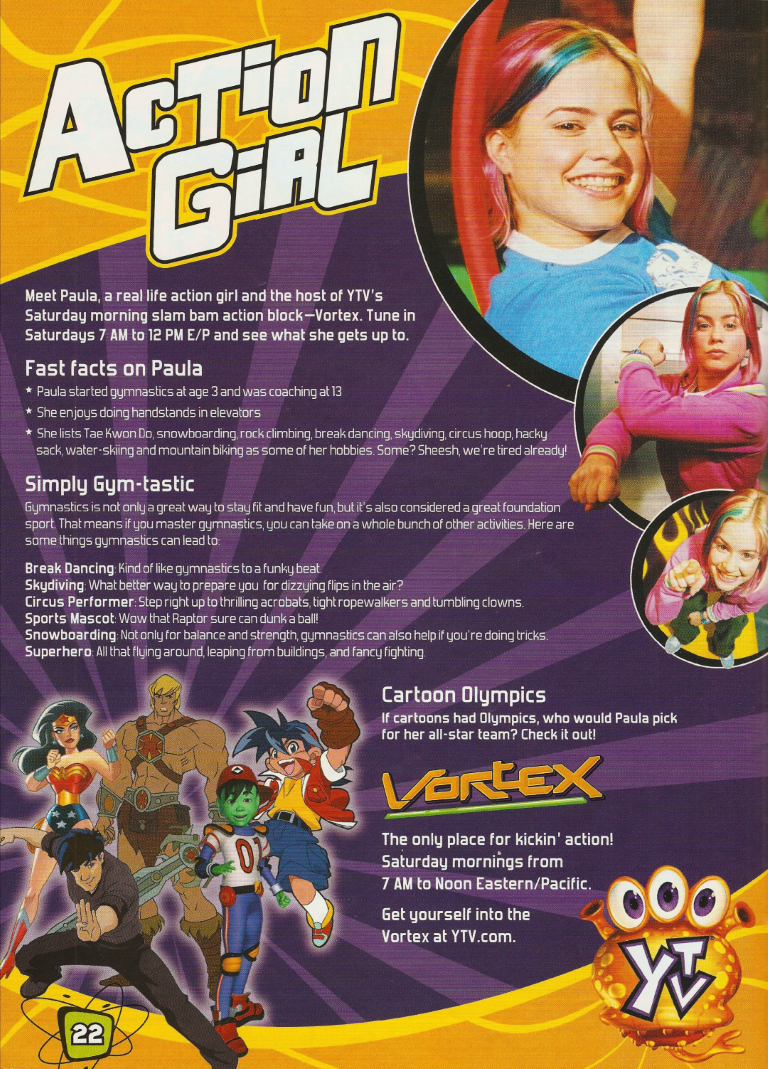 ACTION
GIRL
Meet Paula, a real life action girl and the host of YTV's
Saturday morning slam bam action block—Vortex. Tune in
Saturdays 7 AM to 12 PM E/P and see what she gets up to.
Fast facts on Paula
★ Paula started gymnastics at age 3 and was coaching at 13
★ She enjoys doing handstands in elevators
★ She lists Tae Kwon Do, snowboarding, rock climbing, break dancing, skydiving, circus hoop, hacky
sack, water-skiing and mountain biking as some of her hobbies. Some? Sheesh, we're tired already!
Simply Gym-tastic
Gymnastics is not only a great way to stay fit and have fun, but it's also considered a great foundation
sport. That means if you master gymnastics, you can take on a whole bunch of other activities. Here are
some things gymnastics can lead to:
Break Dancing: Kind of like gymnastics to a funky beat.
Skydiving: What better way to prepare you for dizzying flips in the air?
Circus Performer: Step right up to thrilling acrobats, tight ropewalkers and tumbling clowns.
Sports Mascot: Wow that Raptor sure can dunk a ball!
Snowboarding: Not only for balance and strength, gymnastics can also help if you're doing tricks.
Superhero: All that flying around, leaping from buildings, and fancy fighting.
Cartoon Olympics
If cartoons had Olympics, who would Paula pick
for her all-star team? Check it out!
VORTEX
The only place for kickin' action!
Saturday mornings from
7 AM to Noon Eastern/Pacific.
Get yourself into the
Vortex at YTV.com.
01
YTV
22